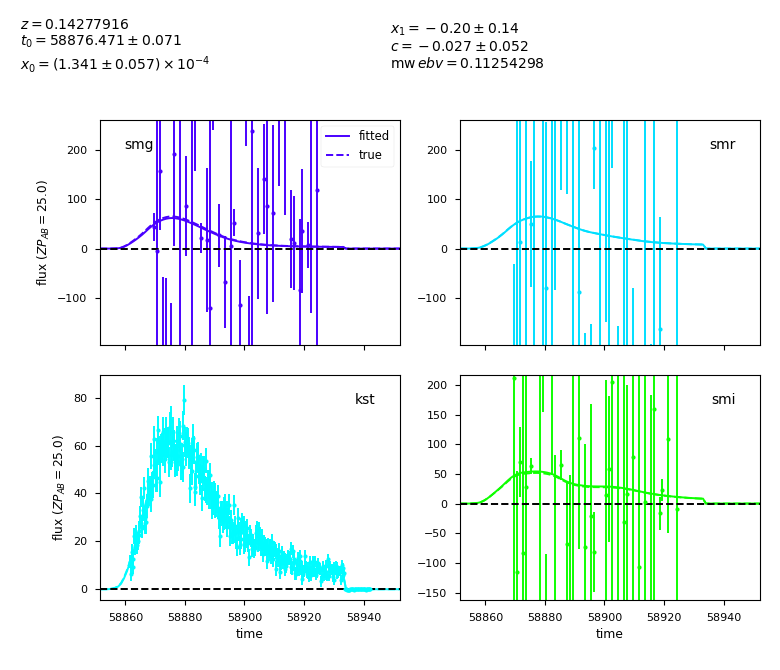 z = 0.14277916
t₀ = 58876.471 ± 0.071
x₀ = (1.341 ± 0.057) × 10⁻⁴
x₁ = −0.20 ± 0.14
c = −0.027 ± 0.052
mw ebv = 0.11254298
smg
fitted
true
200
100
0
−100
flux (ZP_AB = 25.0)
smr
200
100
0
−100
kst
80
60
40
20
0
flux (ZP_AB = 25.0)
58860 58880 58900 58920 58940
time
smi
200
150
100
50
0
−50
−100
−150
58860 58880 58900 58920 58940
time